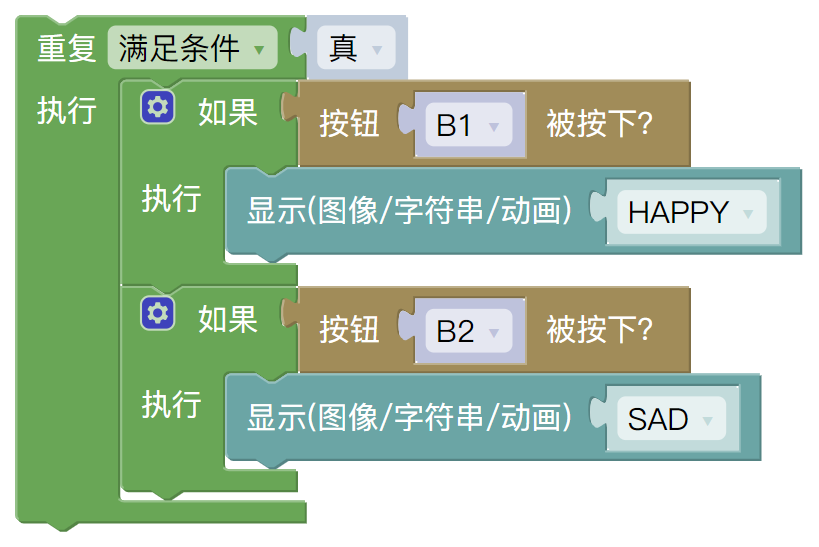 重复 满足条件 真
执行 如果 按钮 B1 被按下?
执行 显示(图像/字符串/动画) HAPPY
如果 按钮 B2 被按下?
执行 显示(图像/字符串/动画) SAD